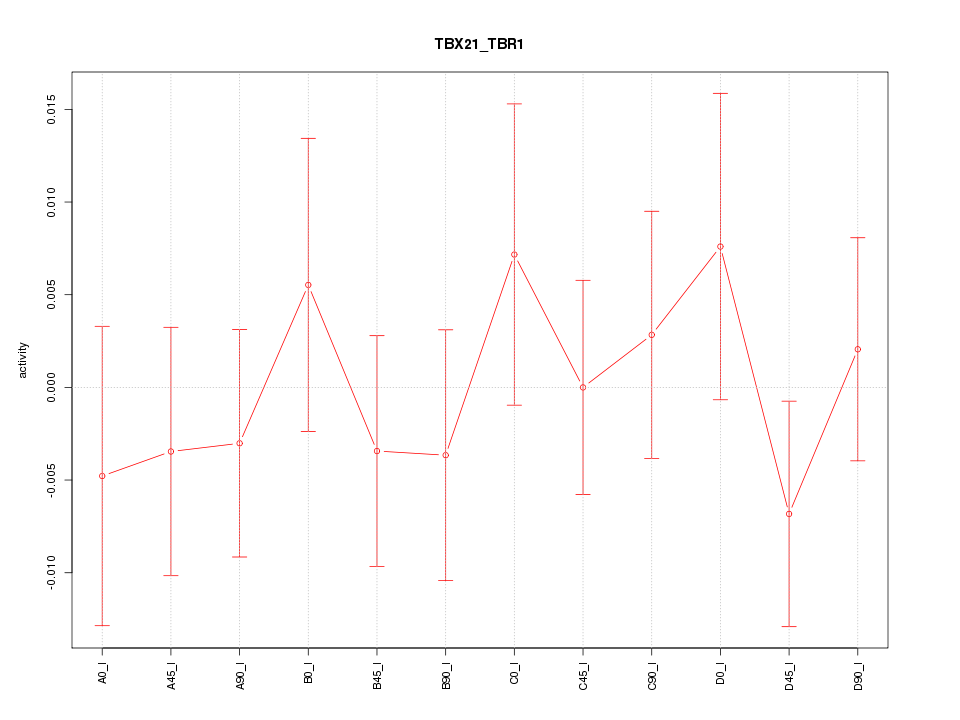 TBX21_TBR1
activity
0.015
0.010
0.005
0.000
-0.005
-0.010
A0_I
A45_I
A90_I
B0_I
B45_I
B90_I
C0_I
C45_I
C90_I
D0_I
D45_I
D90_I